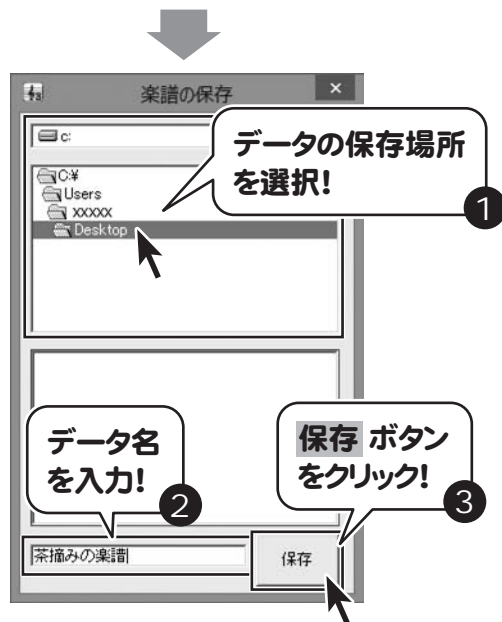 楽譜の保存
×
c:
データの保存場所
を選択!
1
C:¥
Users
xxxxx
Desktop
データ名
を入力!
2
保存 ボタン
をクリック!
3
茶摘みの楽譜
保存